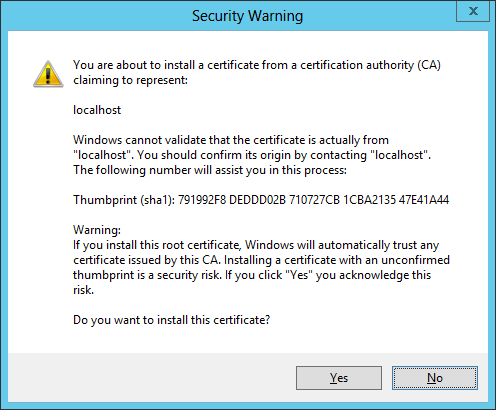 Security Warning
x
You are about to install a certificate from a certification authority (CA)
claiming to represent:
localhost
Windows cannot validate that the certificate is actually from
"localhost". You should confirm its origin by contacting "localhost".
The following number will assist you in this process:
Thumbprint (sha1): 791992F8 DEDDD02B 710727CB 1CBA2135 47E41A44
Warning:
If you install this root certificate, Windows will automatically trust any
certificate issued by this CA. Installing a certificate with an unconfirmed
thumbprint is a security risk. If you click "Yes" you acknowledge this
risk.
Do you want to install this certificate?
Yes
No